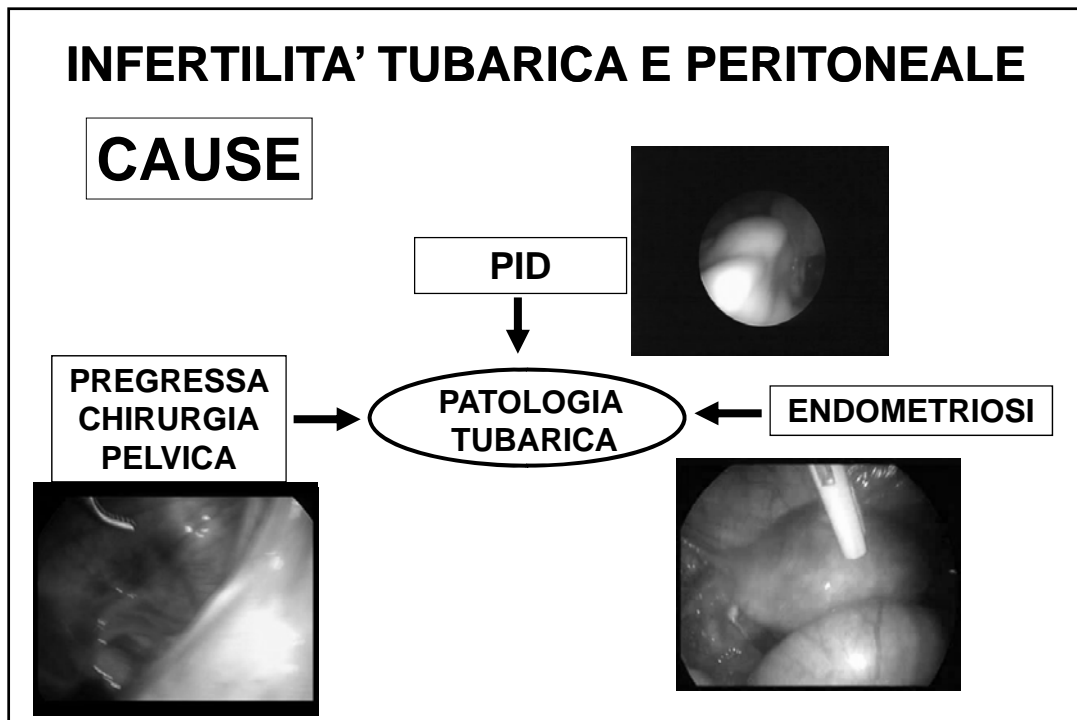 INFERTILITA' TUBARICA E PERITONEALE
CAUSE
PID
PREGRESSA
CHIRURGIA
PELVICA
PATOLOGIA
TUBARICA
ENDOMETRIOSI